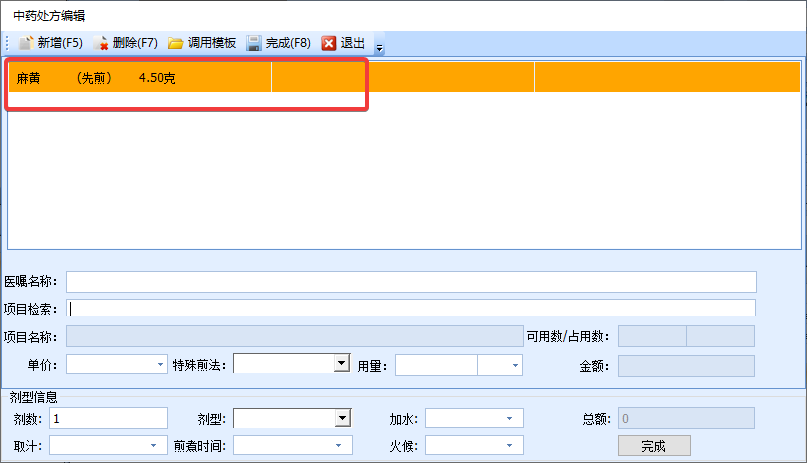 中药处方编辑
新增(F5) 删除(F7) 调用模板 完成(F8) 退出
麻黄 （先煎） 4.50克
医嘱名称：
项目检索：
项目名称： 可用数/占用数：
单价： 特殊煎法： 用量： 金额：
剂型信息
剂数： 1 剂型： 加水： 总额： 0
取汁： 煎煮时间： 火候： 完成